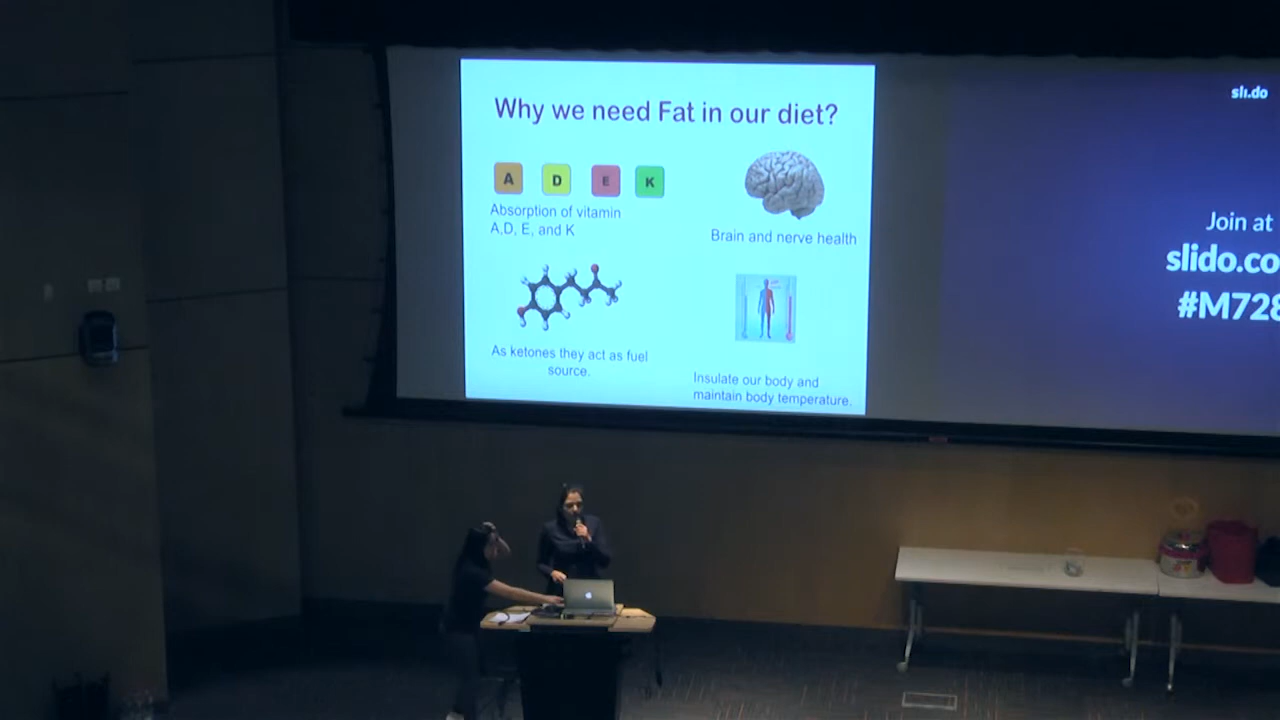 Why we need Fat in our diet?
A D E K
Absorption of vitamin
A,D, E, and K
Brain and nerve health
As ketones they act as fuel
source.
Insulate our body and
maintain body temperature.
sli.do
Join at
slido.co
#M728